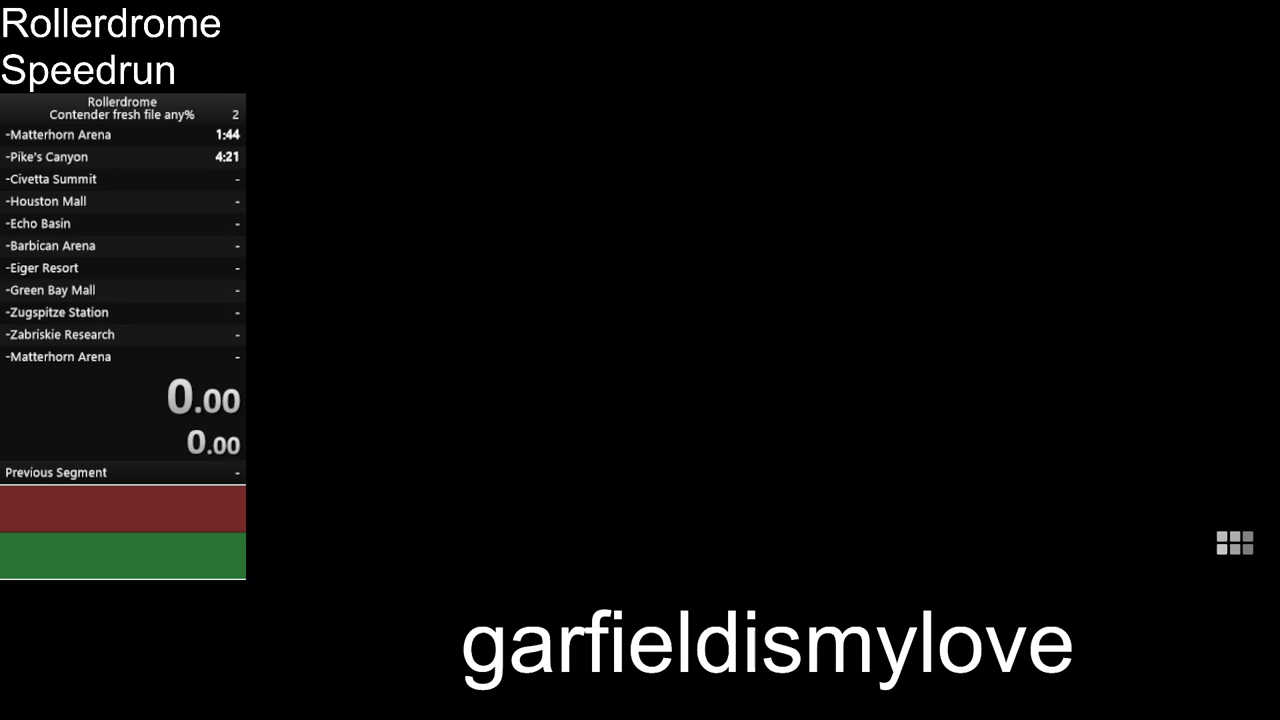 Rollerdrome
Speedrun
Rollerdrome
Contender fresh file any% 2
-Matterhorn Arena 1:44
-Pike's Canyon 4:21
-Civetta Summit -
-Houston Mall -
-Echo Basin -
-Barbican Arena -
-Eiger Resort -
-Green Bay Mall -
-Zugspitze Station -
-Zabriskie Research -
-Matterhorn Arena -
0.00
0.00
Previous Segment -
garfieldismylove